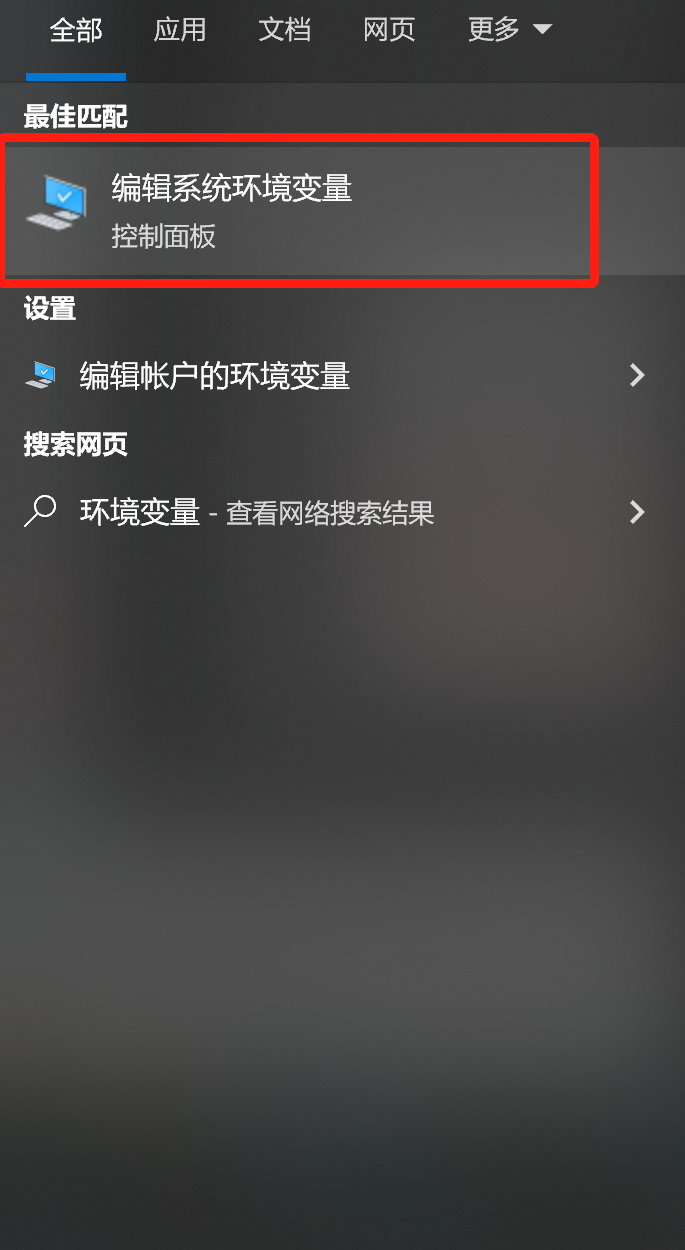 全部 应用 文档 网页 更多
最佳匹配
编辑系统环境变量
控制面板
设置
编辑帐户的环境变量
搜索网页
环境变量 - 查看网络搜索结果